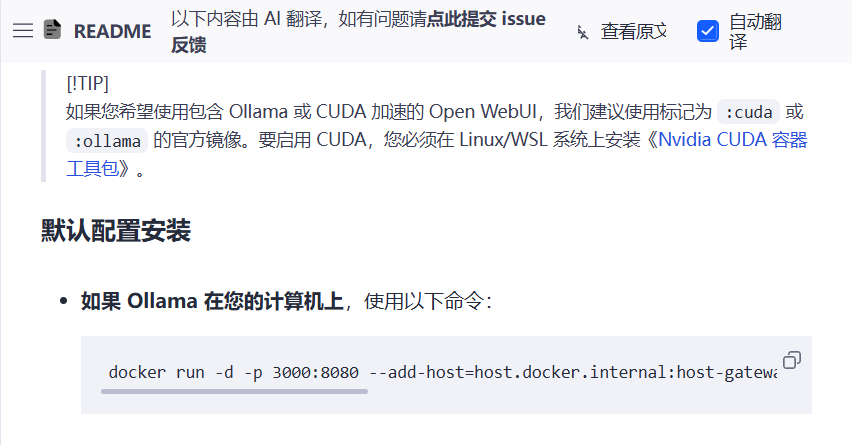 README
以下内容由 AI 翻译，如有问题请点此提交 issue
反馈
查看原文
自动翻
译
[!TIP]
如果您希望使用包含 Ollama 或 CUDA 加速的 Open WebUI，我们建议使用标记为 :cuda 或
:ollama 的官方镜像。要启用 CUDA，您必须在 Linux/WSL 系统上安装《Nvidia CUDA 容器
工具包》。
默认配置安装
如果 Ollama 在您的计算机上，使用以下命令：
docker run -d -p 3000:8080 --add-host=host.docker.internal:host-gatewa